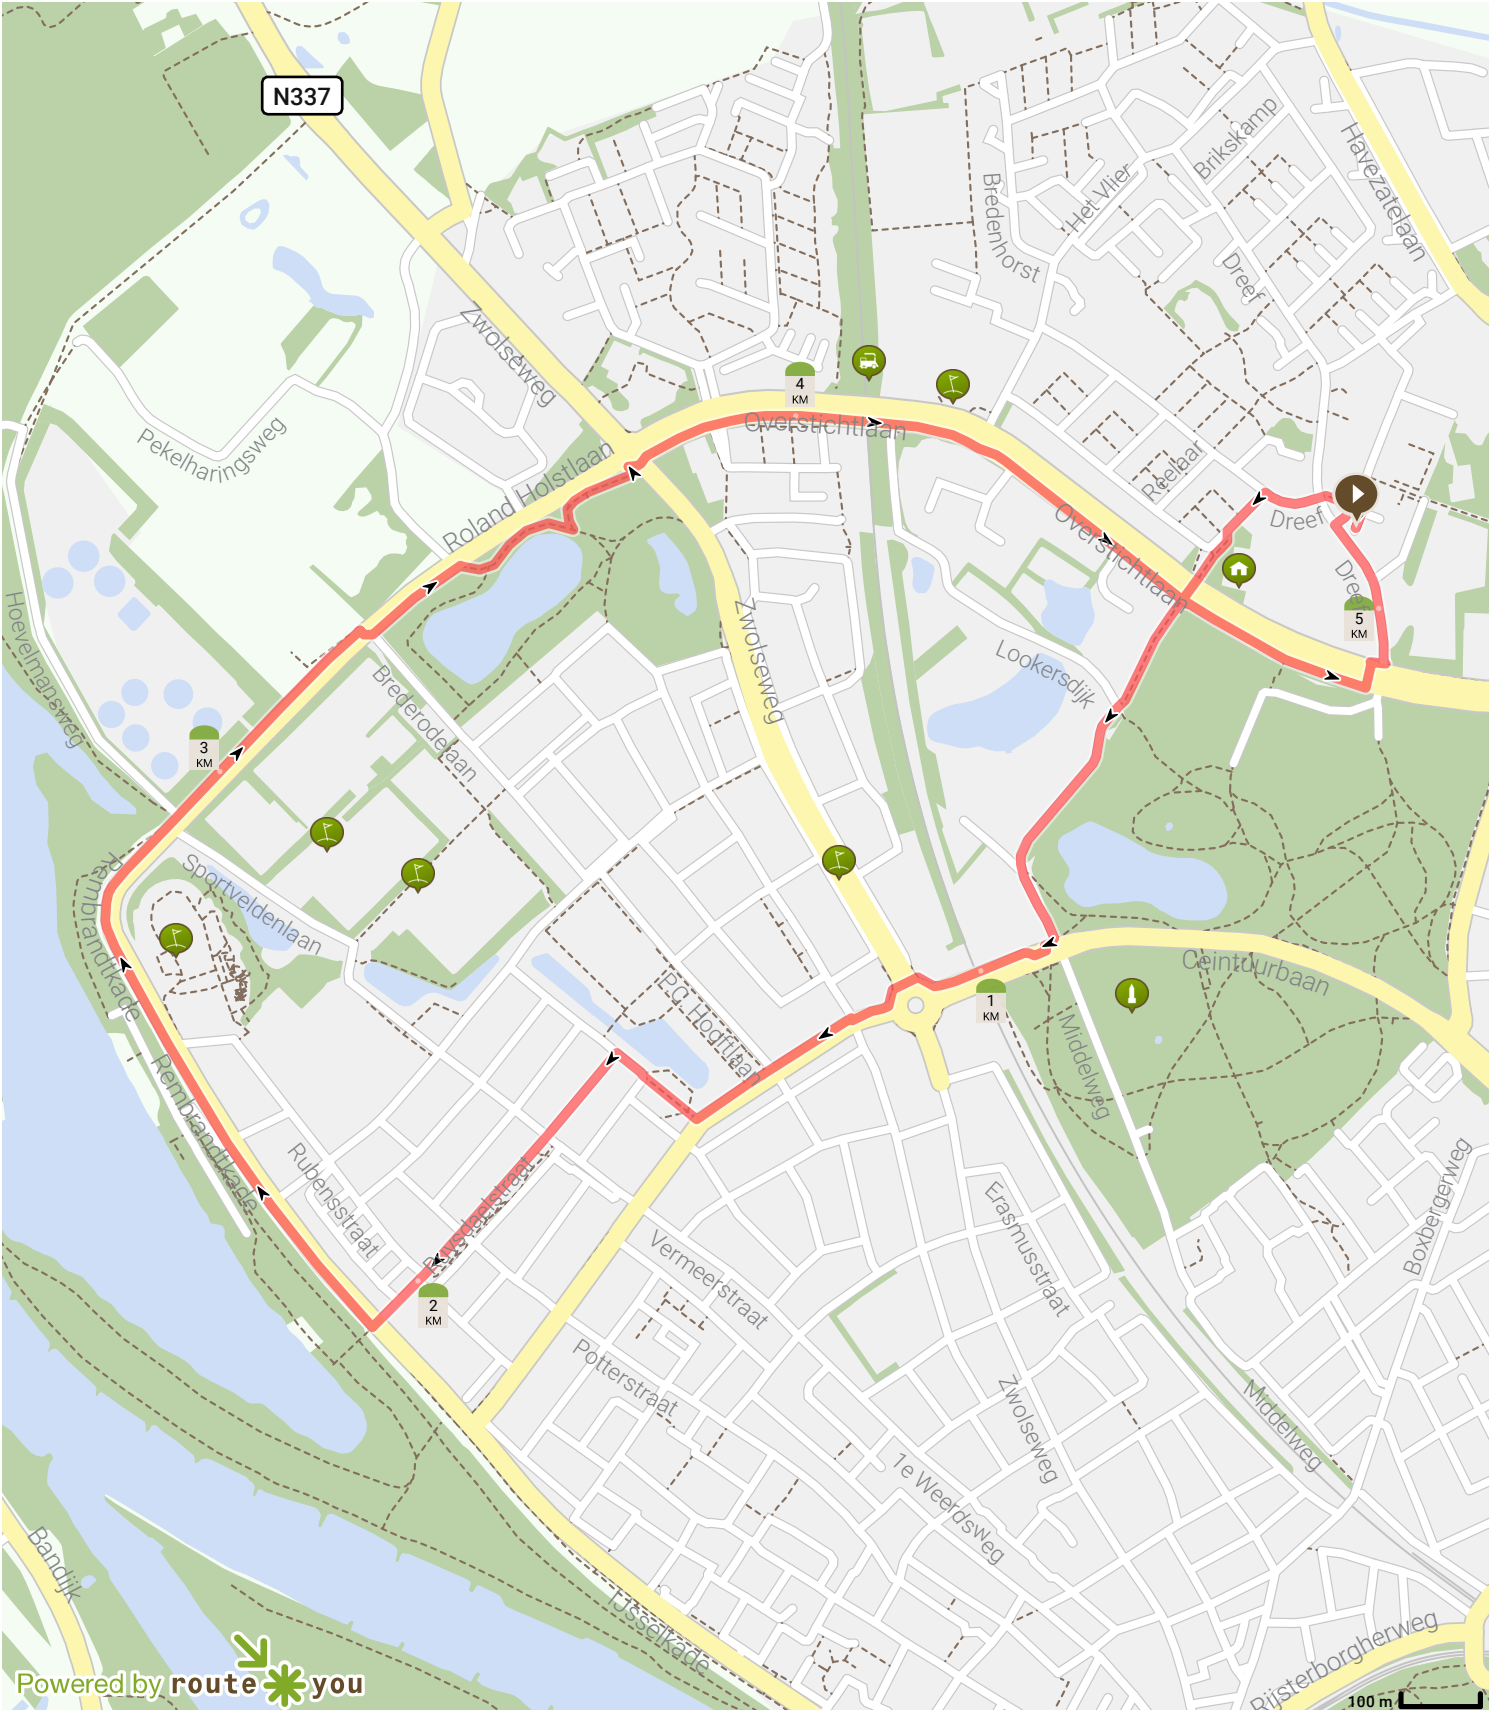 N337
Brikskamp
Havezatelaan
Het Vlier
Bredenhorst
Dreef
Zwolseweg
4
KM
Overstichtlaan
Pekelharingsweg
Roland Holstlaan
Reelaar
Dreef
Overstichtlaan
Dreef
5
KM
Hoevelmansweg
Zwolseweg
Lookersdijk
Brederodelaan
3
KM
Rembrandtkade
Sportveldenlaan
P.C. Hooftlaan
Ceintuurbaan
1
KM
Middelweg
Rembrandtkade
Rubensstraat
Ruysdaelstraat
Erasmusstraat
Boxbergerweg
Vermeerstraat
2
KM
Potterstraat
Zwolseweg
Middelweg
1e Weerdsweg
Bandijk
IJsselkade
Rijsterborgherweg
Powered by routeyou
100 m